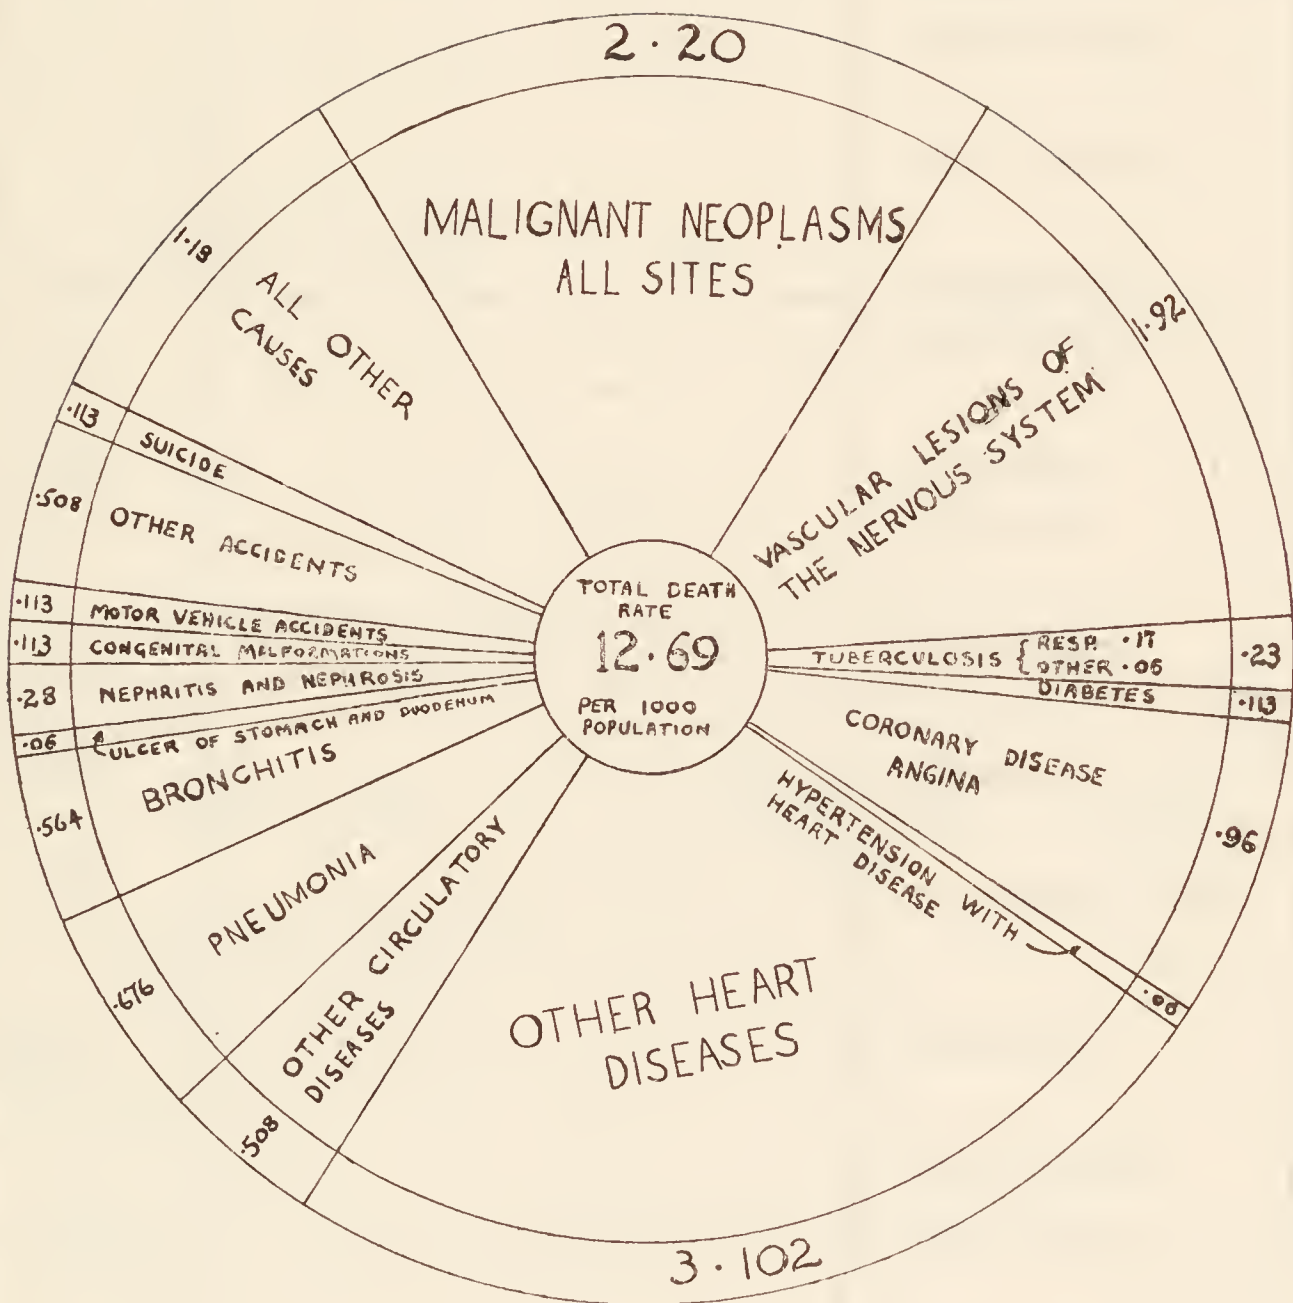 2·20
MALIGNANT NEOPLASMS
ALL SITES
1·92
VASCULAR LESIONS OF
THE NERVOUS SYSTEM
TUBERCULOSIS { RESP. ·17
OTHER ·06
·23
DIABETES
·113
CORONARY DISEASE
ANGINA
·96
HYPERTENSION WITH
HEART DISEASE
·06
OTHER HEART
DISEASES
3·102
OTHER CIRCULATORY
DISEASES
·508
PNEUMONIA
·676
BRONCHITIS
·564
ULCER OF STOMACH AND DUODENUM
·06
NEPHRITIS AND NEPHROSIS
·28
CONGENITAL MALFORMATIONS
·113
MOTOR VEHICLE ACCIDENTS
·113
OTHER ACCIDENTS
·508
SUICIDE
·113
ALL OTHER
CAUSES
1·18
TOTAL DEATH
RATE
12·69
PER 1000
POPULATION